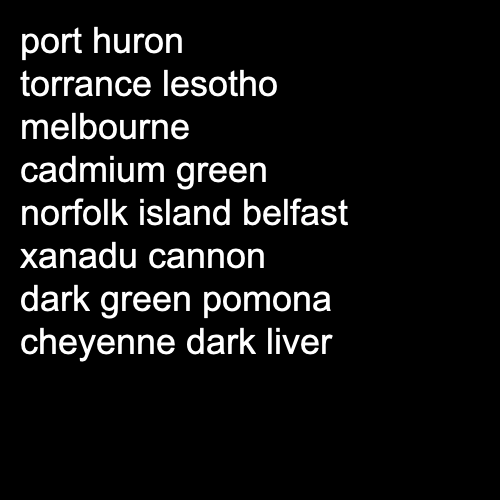 port huron
torrance lesotho
melbourne
cadmium green
norfolk island belfast
xanadu cannon
dark green pomona
cheyenne dark liver